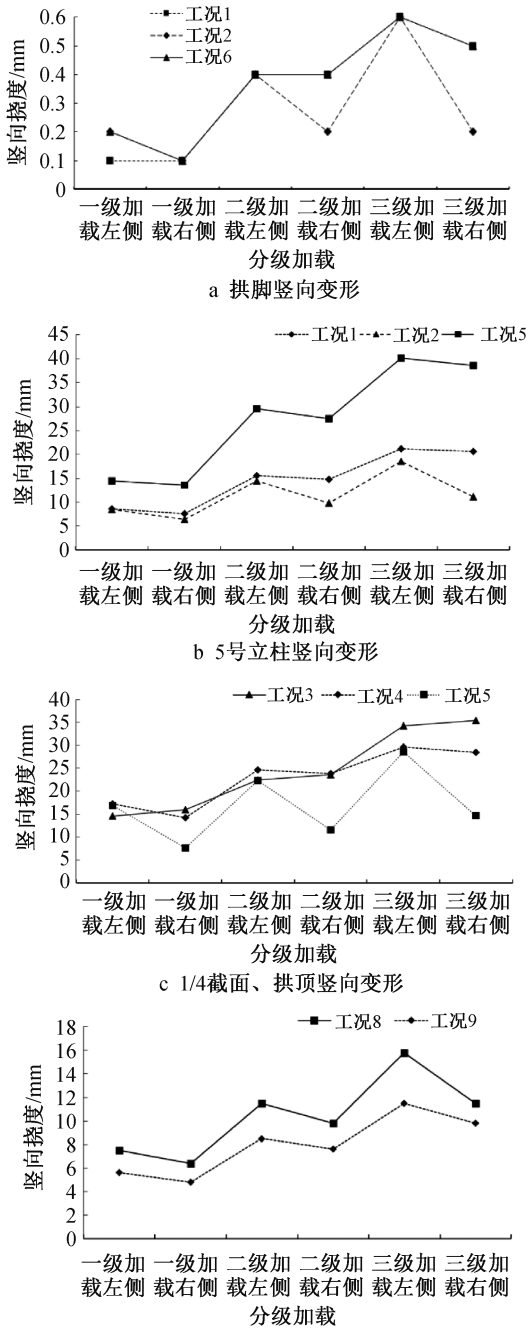 工况1
工况2
工况6
竖向挠度/mm
0.6
0.5
0.4
0.3
0.2
0.1
0
一级加 一级加 二级加 二级加 三级加 三级加
载左侧 载右侧 载左侧 载右侧 载左侧 载右侧
分级加载
a 拱脚竖向变形
工况1 工况2 工况5
竖向挠度/mm
45
40
35
30
25
20
15
10
5
0
一级加 一级加 二级加 二级加 三级加 三级加
载左侧 载右侧 载左侧 载右侧 载左侧 载右侧
分级加载
b 5号立柱竖向变形
工况3 工况4 工况5
竖向挠度/mm
40
35
30
25
20
15
10
5
0
一级加 一级加 二级加 二级加 三级加 三级加
载左侧 载右侧 载左侧 载右侧 载左侧 载右侧
分级加载
c 1/4截面、拱顶竖向变形
工况8 工况9
竖向挠度/mm
18
16
14
12
10
8
6
4
2
0
一级加 一级加 二级加 二级加 三级加 三级加
载左侧 载右侧 载左侧 载右侧 载左侧 载右侧
分级加载